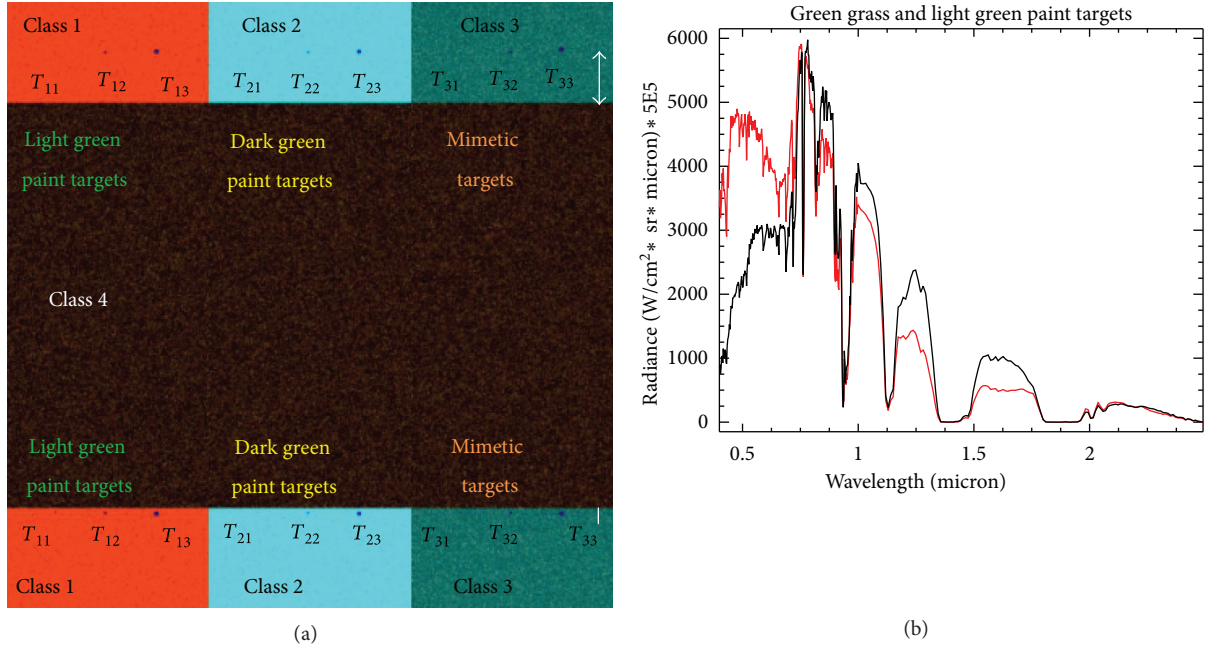 Class 1 Class 2 Class 3
T11 T12 T13 T21 T22 T23 T31 T32 T33
Light green Dark green Mimetic
paint targets paint targets targets
Class 4
Light green Dark green Mimetic
paint targets paint targets targets
T11 T12 T13 T21 T22 T23 T31 T32 T33
Class 1 Class 2 Class 3
(a)
Green grass and light green paint targets
6000
5000
4000
3000
2000
1000
0
Radiance (W/cm2∗ sr∗ micron)∗ 5E5
0.5 1 1.5 2
Wavelength (micron)
(b)